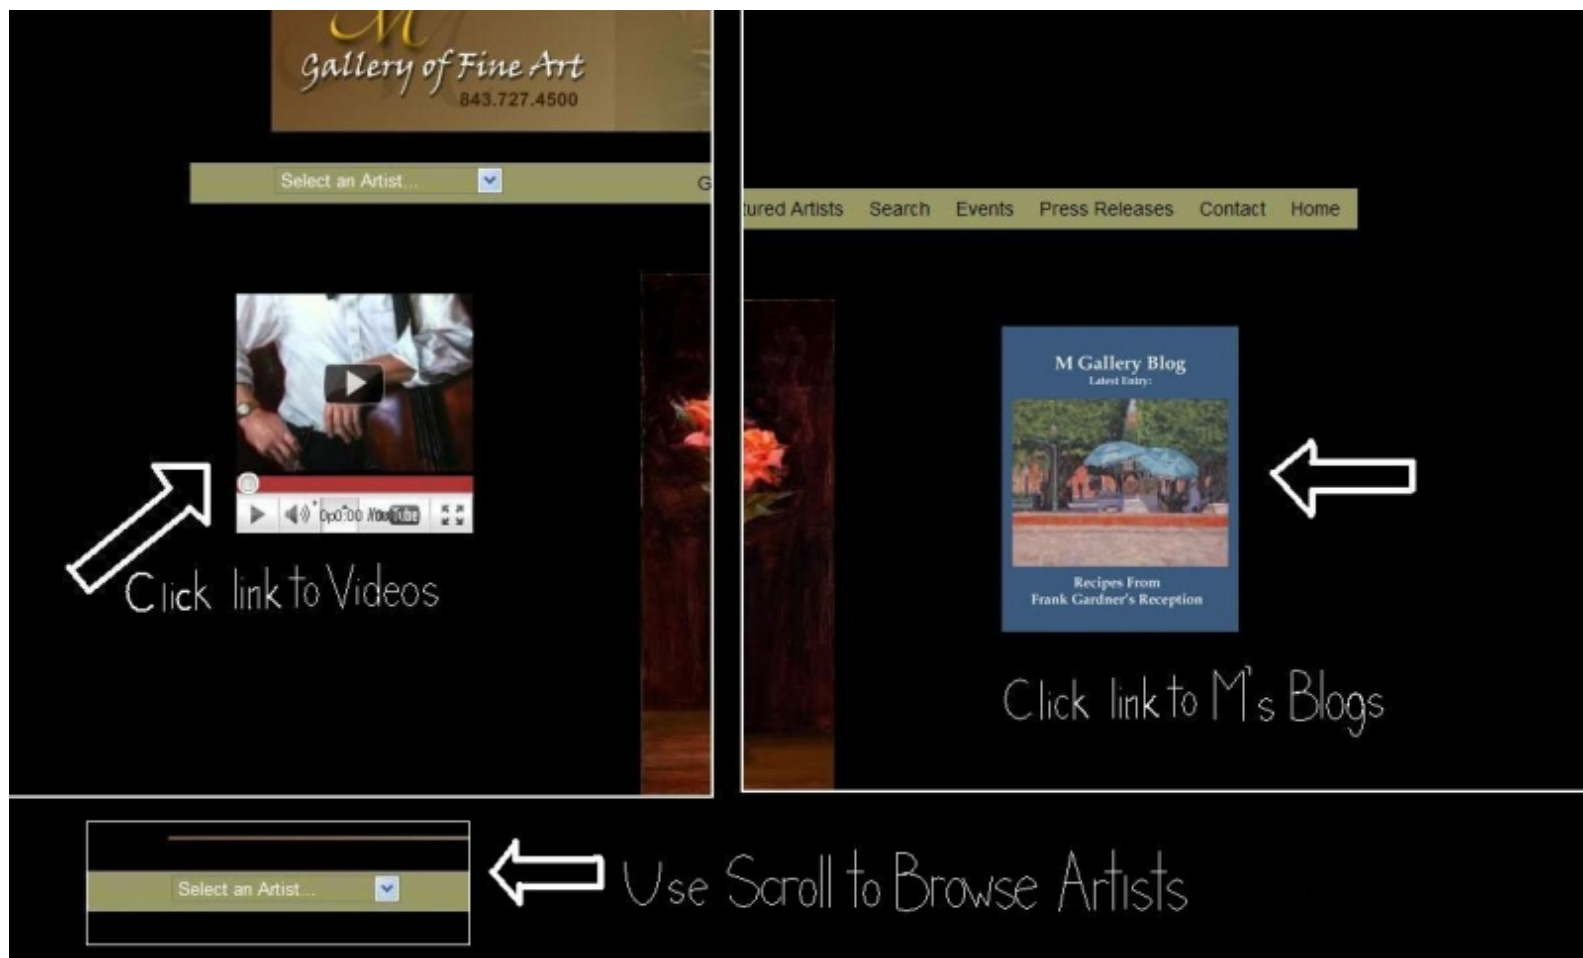 M
Gallery of Fine Art
843.727.4500
Select an Artist...
G
Click link to Videos
tured Artists Search Events Press Releases Contact Home
M Gallery Blog
Latest Entry:
Recipes From
Frank Gardner's Reception
Click link to M's Blogs
Select an Artist...
Use Scroll to Browse Artists